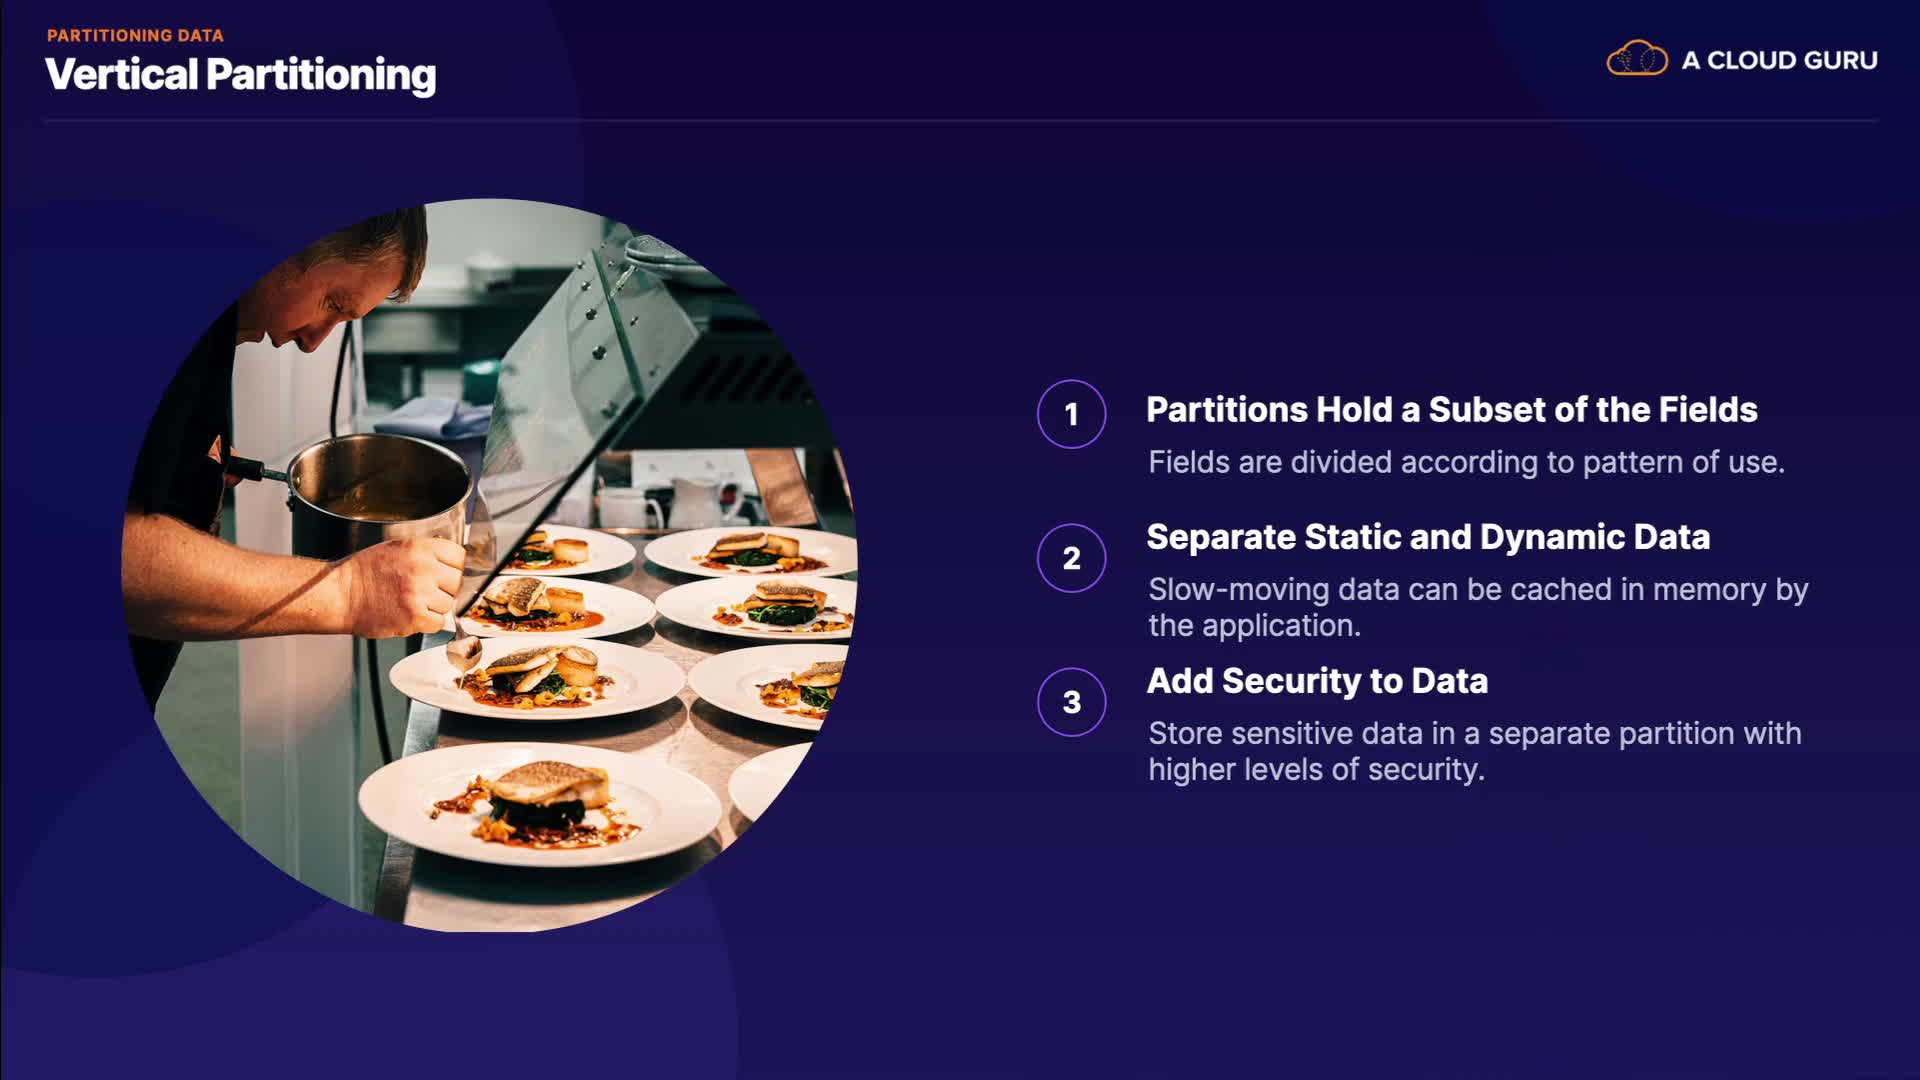 PARTITIONING DATA
Vertical Partitioning
A CLOUD GURU
1
Partitions Hold a Subset of the Fields
Fields are divided according to pattern of use.
2
Separate Static and Dynamic Data
Slow-moving data can be cached in memory by
the application.
3
Add Security to Data
Store sensitive data in a separate partition with
higher levels of security.